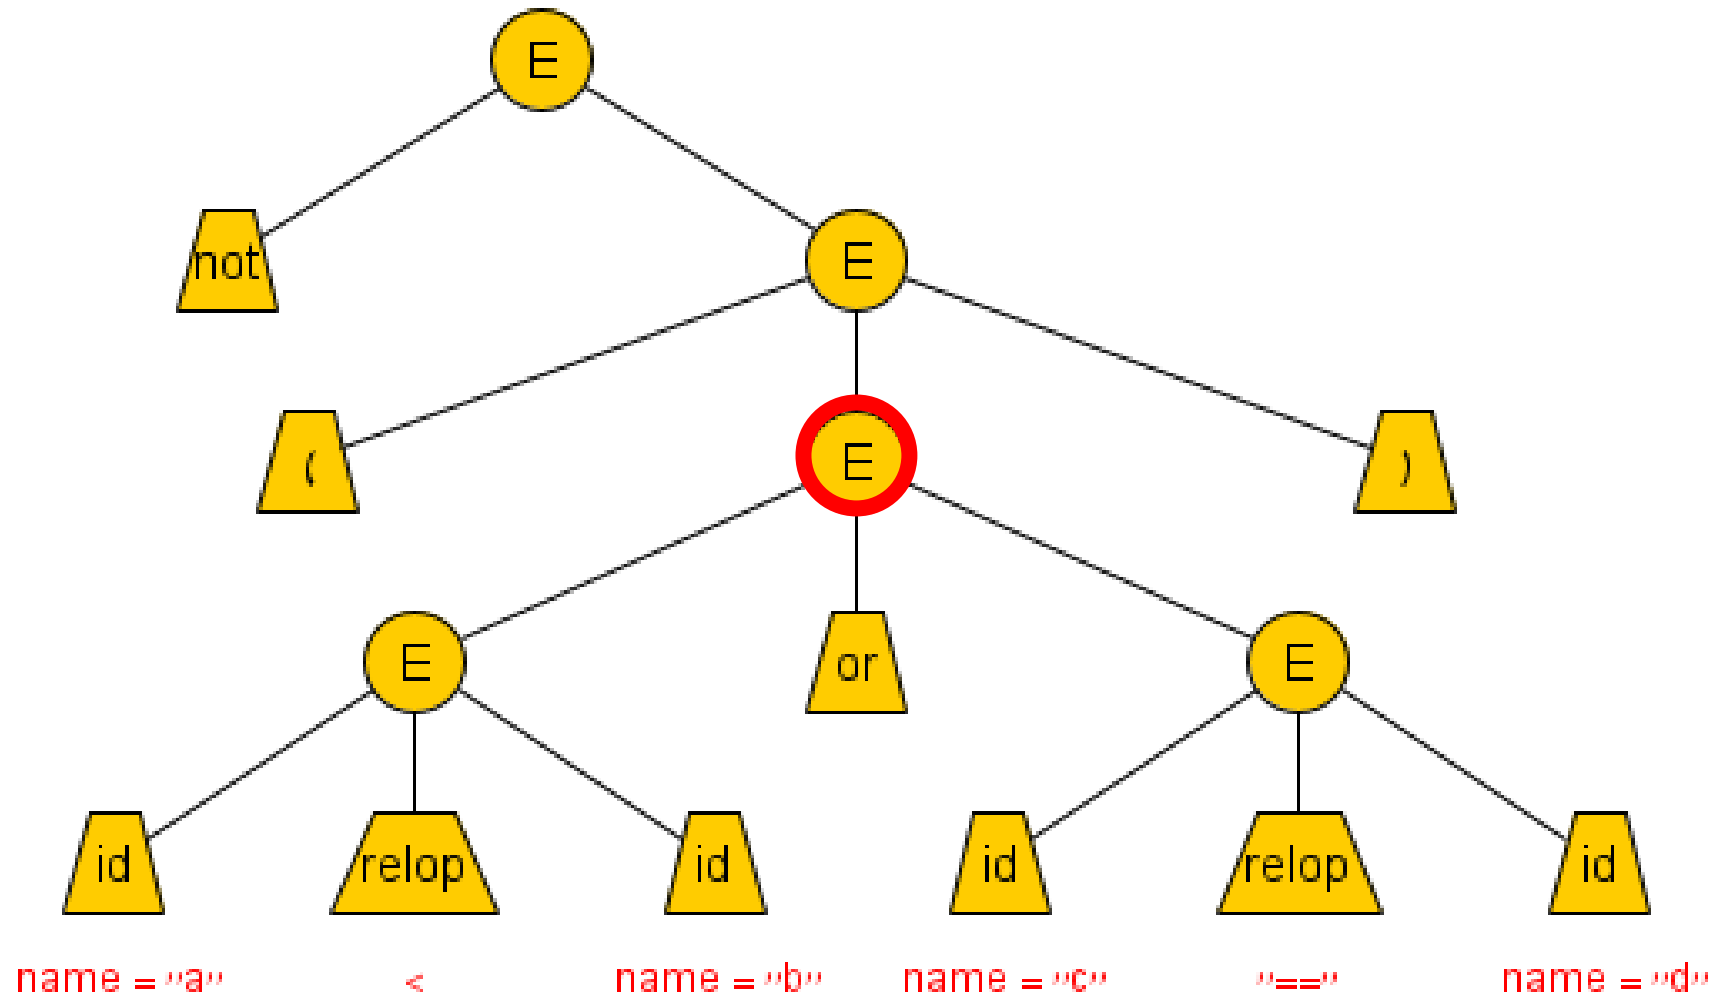 E
not
E
(
E
)
E
or
E
id
relop
id
id
relop
id
name = "a"
<
name = "b"
name = "c"
"=="
name = "d"